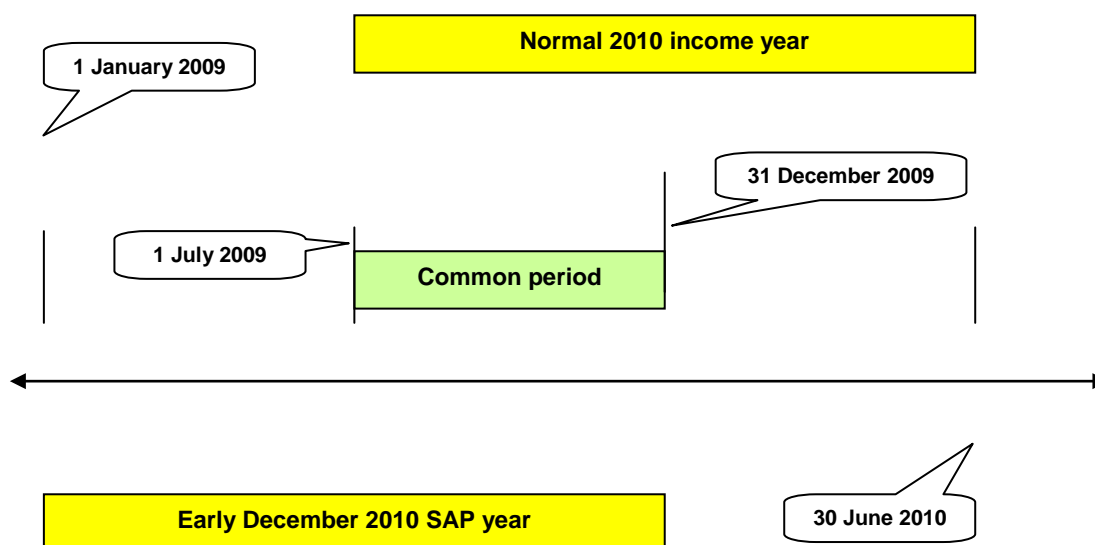 Normal 2010 income year
1 January 2009
31 December 2009
1 July 2009
Common period
Early December 2010 SAP year
30 June 2010